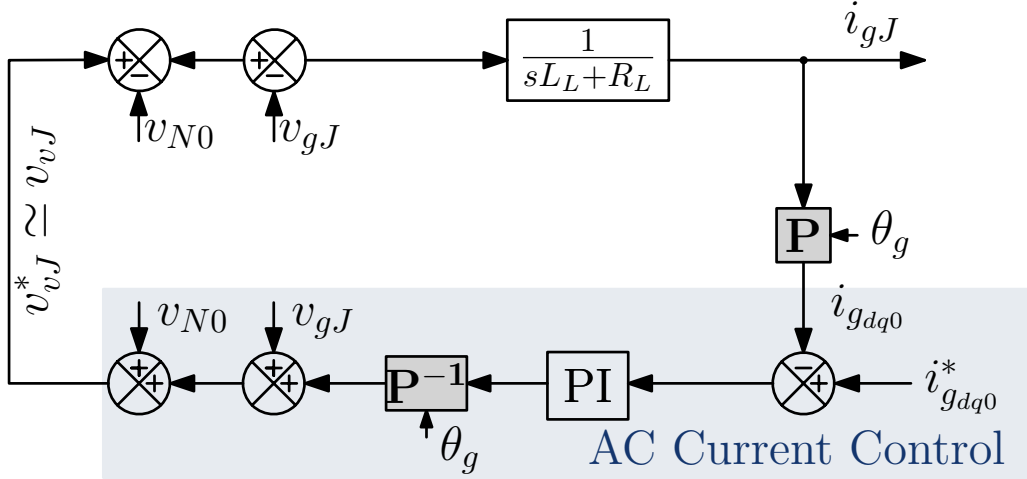 i_{gJ}
+ − + −
\frac{1}{sL_L+R_L}
v_{N0} v_{gJ}
v^*_{vJ} ≃ v_{vJ}
P θ_g
i_{g_{dq0}}
v_{N0} v_{gJ}
+ + + + P^{-1} PI − + i^*_{g_{dq0}}
θ_g
AC Current Control